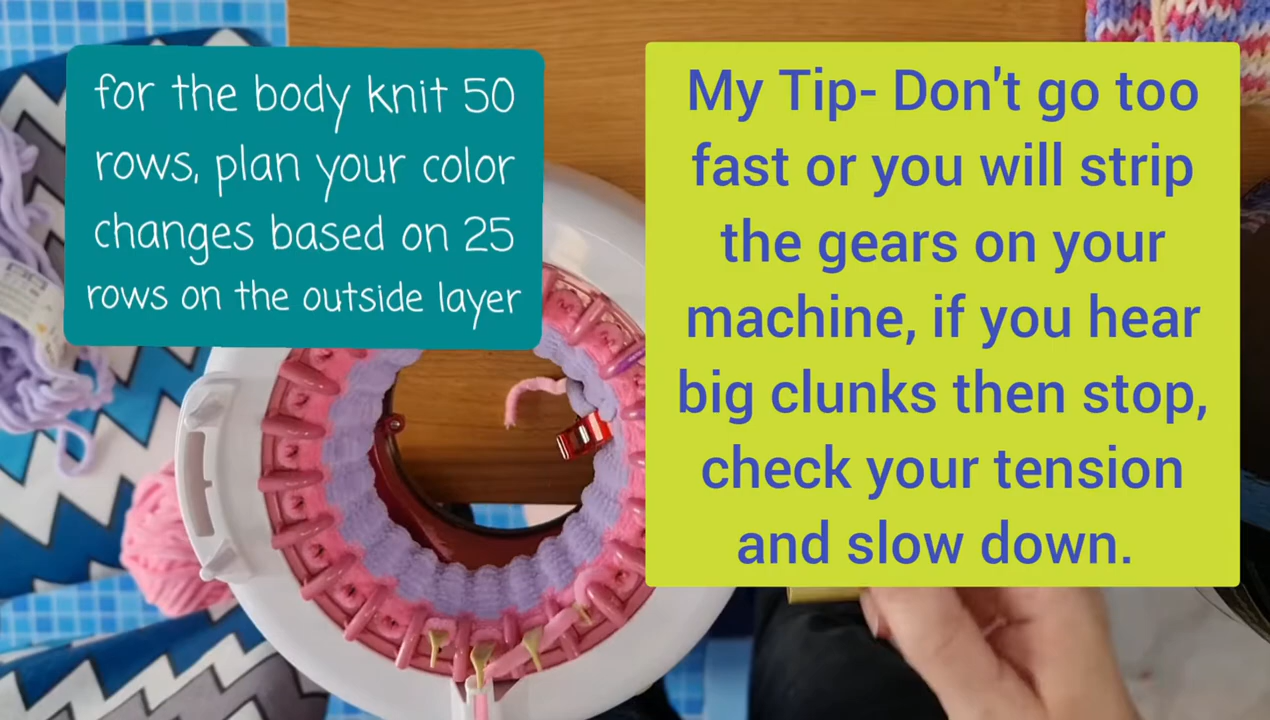 for the body knit 50
rows, plan your color
changes based on 25
rows on the outside layer
My Tip- Don't go too
fast or you will strip
the gears on your
machine, if you hear
big clunks then stop,
check your tension
and slow down.